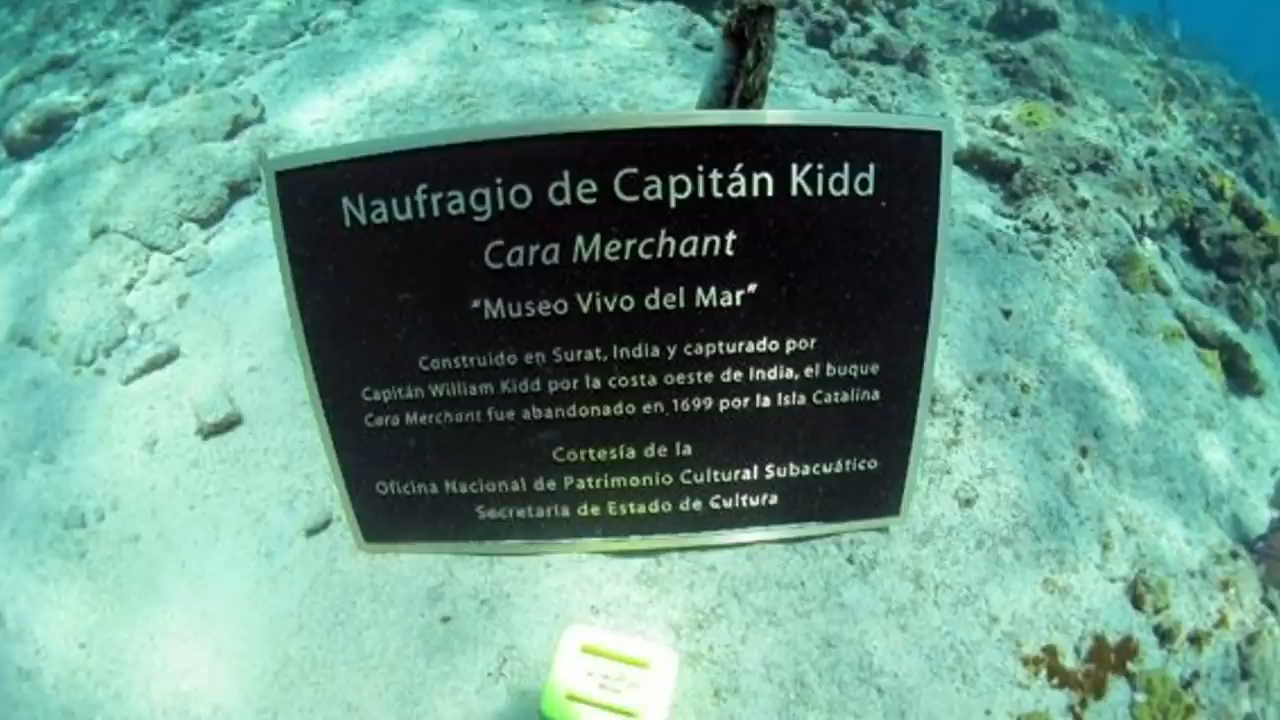 Naufragio de Capitán Kidd
Cara Merchant
"Museo Vivo del Mar"
Construido en Surat, India y capturado por
Capitán William Kidd por la costa oeste de India, el buque
Cara Merchant fue abandonado en 1699 por la Isla Catalina
Cortesía de la
Oficina Nacional de Patrimonio Cultural Subacuático
Secretaria de Estado de Cultura